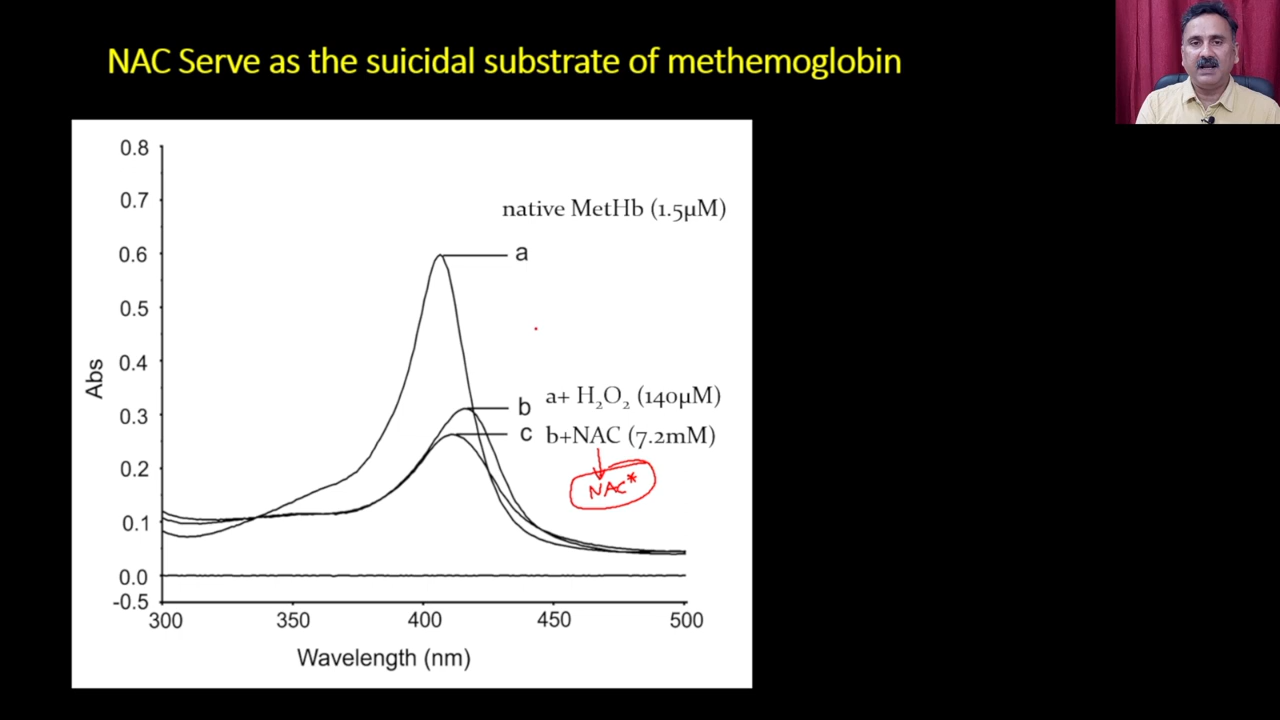 NAC Serve as the suicidal substrate of methemoglobin
0.8
0.7
native MetHb (1.5µM)
0.6
a
0.5
0.4
Abs
a+ H₂O₂ (140µM)
b
0.3
c
b+NAC (7.2mM)
0.2
NAC*
0.1
0.0
-0.5
300 350 400 450 500
Wavelength (nm)